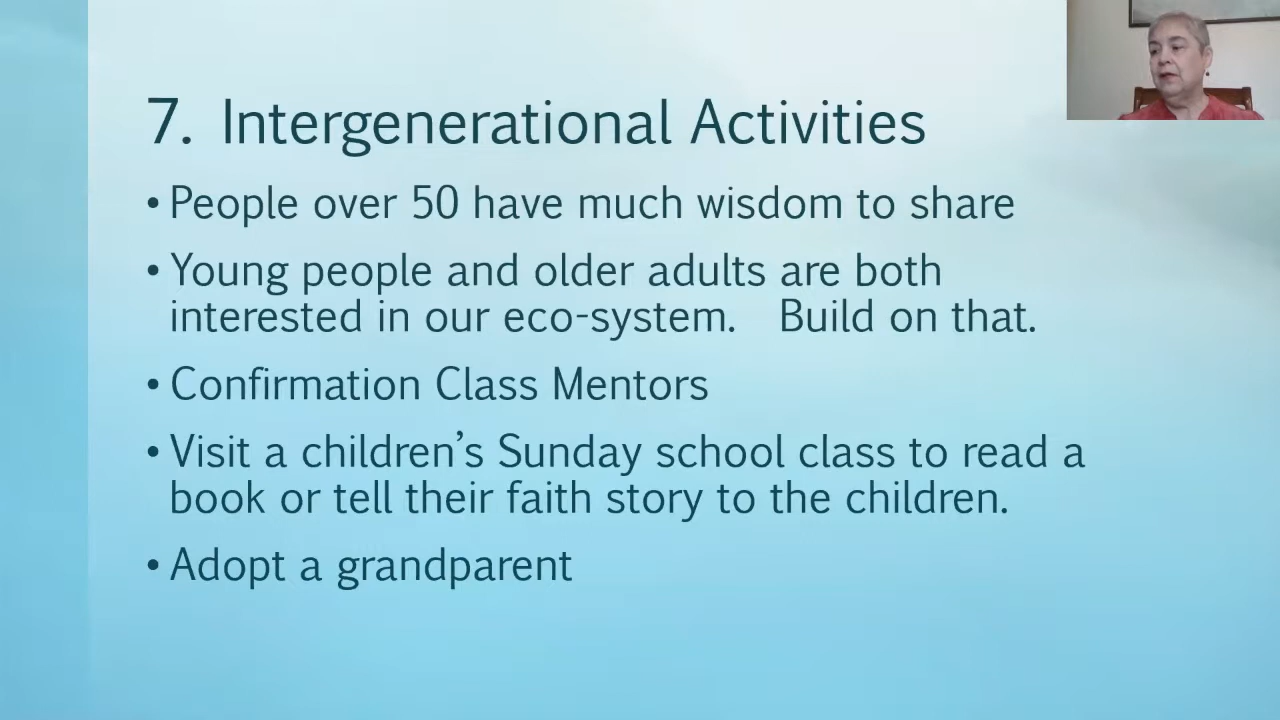 7. Intergenerational Activities
• People over 50 have much wisdom to share
• Young people and older adults are both
interested in our eco-system. Build on that.
• Confirmation Class Mentors
• Visit a children’s Sunday school class to read a
book or tell their faith story to the children.
• Adopt a grandparent